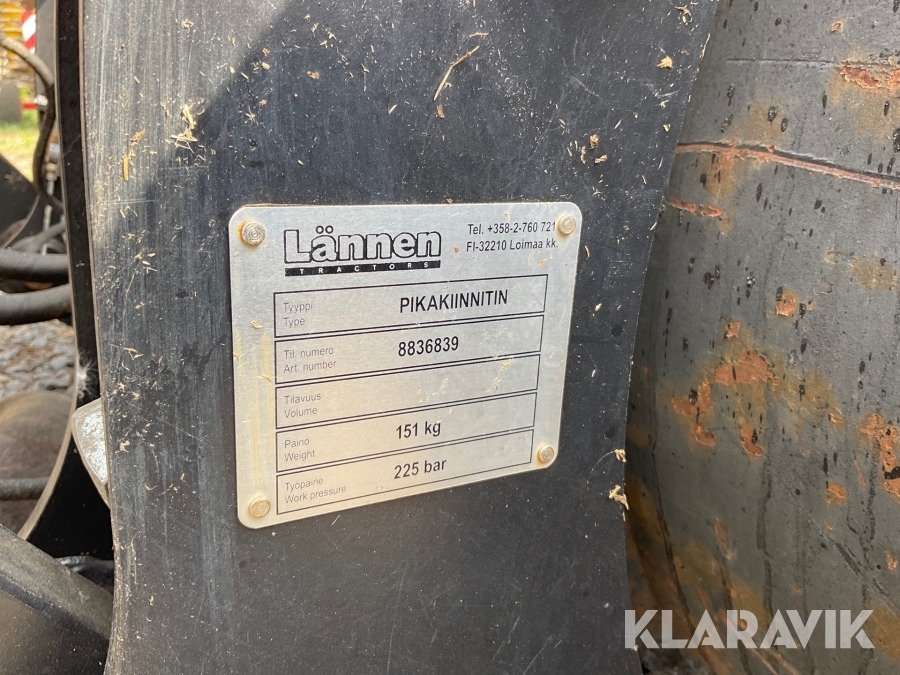 Lännen
TRACTORS
Tel. +358-2-760 721
FI-32210 Loimaa kk.
Tyyppi
Type
PIKAKIINNITIN
Til. numero
Art. number
8836839
Tilavuus
Volume
Paino
Weight
151 kg
Työpaine
Work pressure
225 bar
KLARAVIK